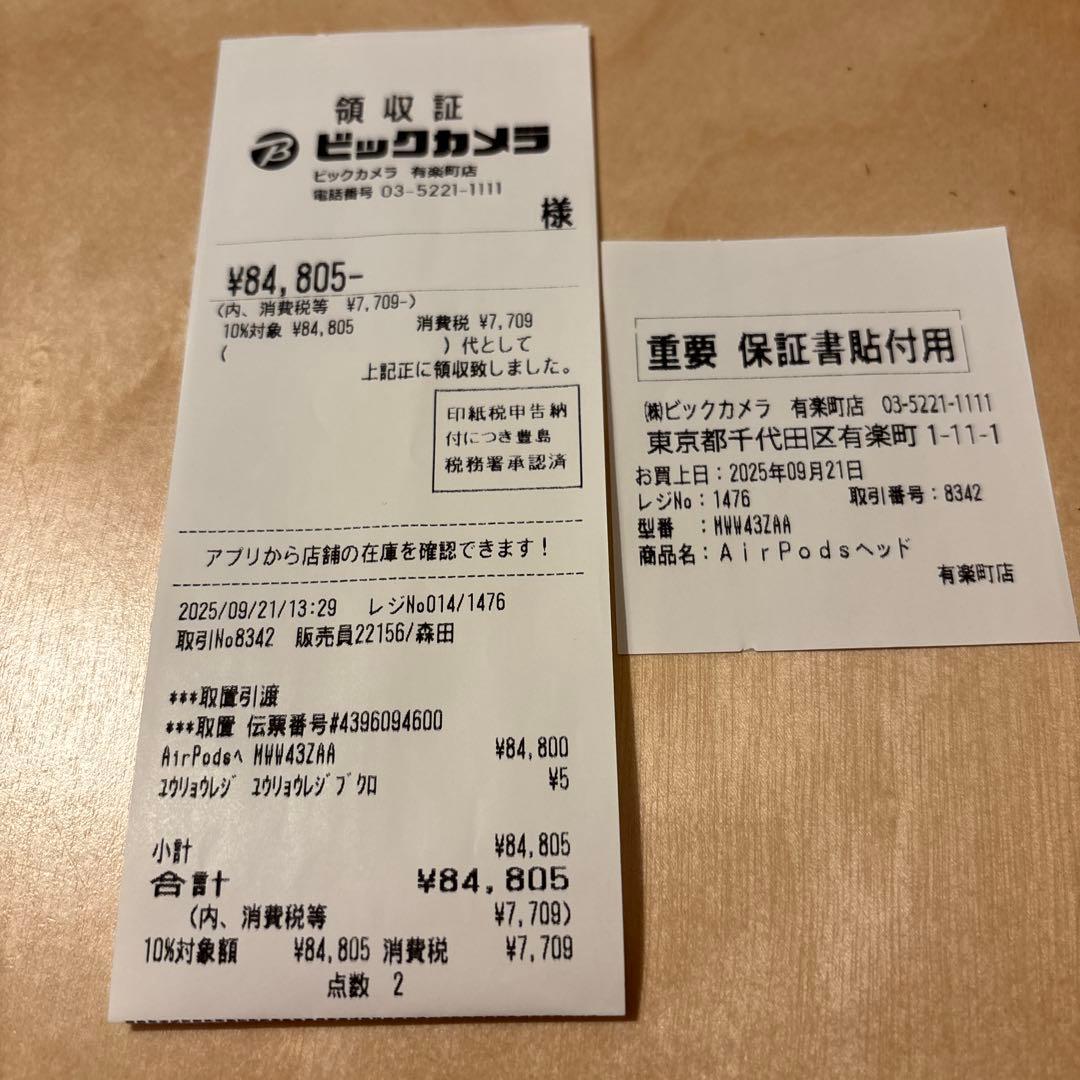 領収証
B ビックカメラ
ビックカメラ 有楽町店
電話番号 03-5221-1111
様
¥84,805-
(内、消費税等 ¥7,709-)
10%対象 ¥84,805 消費税 ¥7,709
( )代として
上記正に領収致しました。
印紙税申告納
付につき豊島
税務署承認済
アプリから店舗の在庫を確認できます!
2025/09/21/13:29 レジNo014/1476
取引No8342 販売員22156/森田
***取置引渡
***取置 伝票番号#4396094600
AirPodsヘ MWW43ZAA ¥84,800
ユウリョウレジ ユウリョウレジブクロ ¥5
小計 ¥84,805
合計 ¥84,805
(内、消費税等 ¥7,709)
10%対象額 ¥84,805 消費税 ¥7,709
点数 2
重要 保証書貼付用
㈱ビックカメラ 有楽町店 03-5221-1111
東京都千代田区有楽町 1-11-1
お買上日:2025年09月21日
レジNo:1476 取引番号:8342
型番 :MWW43ZAA
商品名:AirPodsヘッド
有楽町店